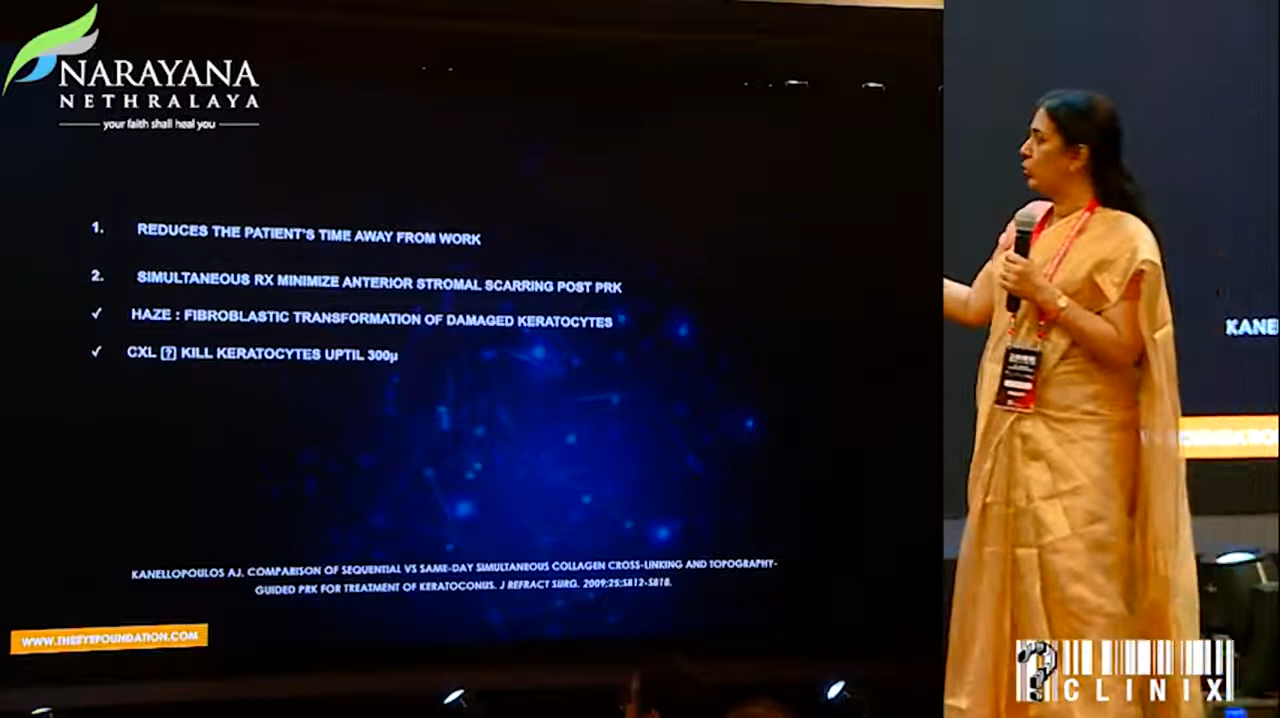 NARAYANA
NETHRALAYA
your faith shall heal you
1. REDUCES THE PATIENT'S TIME AWAY FROM WORK
2. SIMULTANEOUS RX MINIMIZE ANTERIOR STROMAL SCARRING POST PRK
✓ HAZE : FIBROBLASTIC TRANSFORMATION OF DAMAGED KERATOCYTES
✓ CXL ⍰ KILL KERATOCYTES UPTIL 300µ
KANELLOPOULOS AJ. COMPARISON OF SEQUENTIAL VS SAME-DAY SIMULTANEOUS COLLAGEN CROSS-LINKING AND TOPOGRAPHY-
GUIDED PRK FOR TREATMENT OF KERATOCONUS. J REFRACT SURG. 2009;25:S812-S818.
WWW.THEEYEFOUNDATION.COM
KANE
? CLINIX